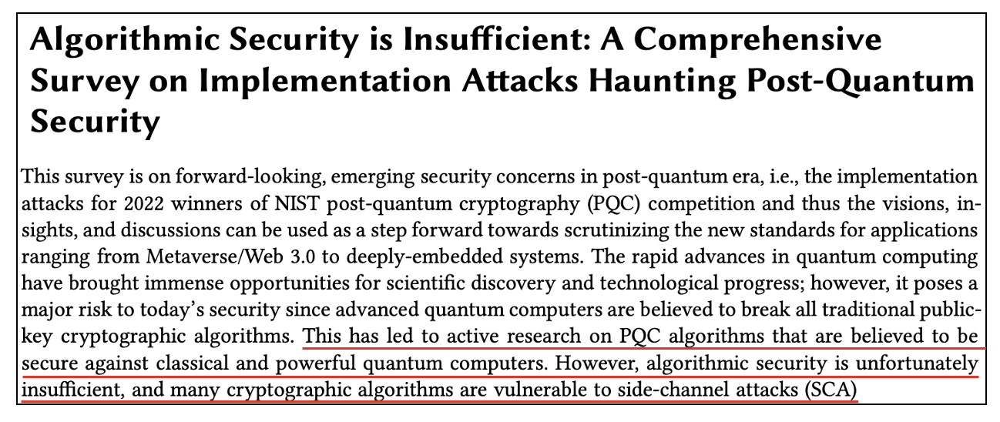 Algorithmic Security is Insufficient: A Comprehensive
Survey on Implementation Attacks Haunting Post-Quantum
Security
This survey is on forward-looking, emerging security concerns in post-quantum era, i.e., the implementation
attacks for 2022 winners of NIST post-quantum cryptography (PQC) competition and thus the visions, in-
sights, and discussions can be used as a step forward towards scrutinizing the new standards for applications
ranging from Metaverse/Web 3.0 to deeply-embedded systems. The rapid advances in quantum computing
have brought immense opportunities for scientific discovery and technological progress; however, it poses a
major risk to today's security since advanced quantum computers are believed to break all traditional public-
key cryptographic algorithms. This has led to active research on PQC algorithms that are believed to be
secure against classical and powerful quantum computers. However, algorithmic security is unfortunately
insufficient, and many cryptographic algorithms are vulnerable to side-channel attacks (SCA)